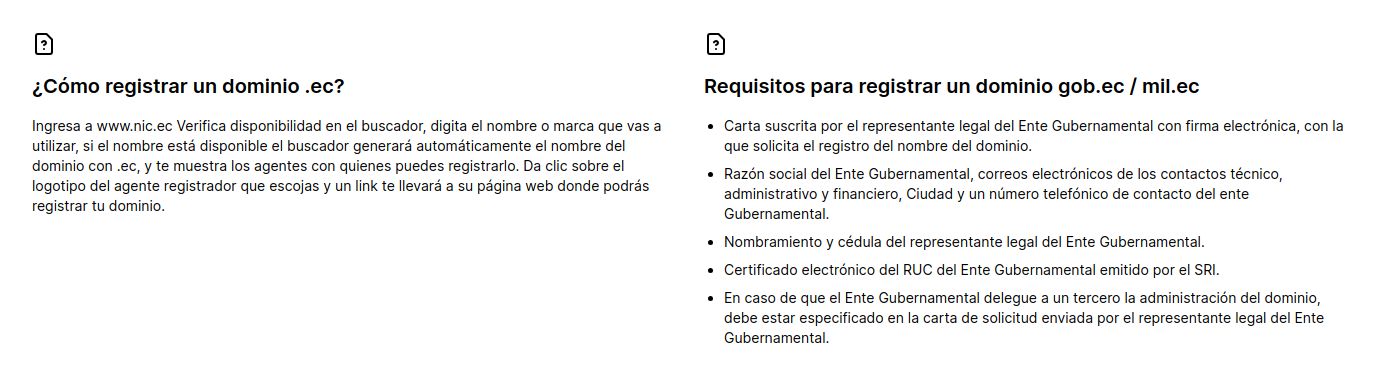 ¿Cómo registrar un dominio .ec?
Ingresa a www.nic.ec Verifica disponibilidad en el buscador, digita el nombre o marca que vas a
utilizar, si el nombre está disponible el buscador generará automáticamente el nombre del
dominio con .ec, y te muestra los agentes con quienes puedes registrarlo. Da clic sobre el
logotipo del agente registrador que escojas y un link te llevará a su página web donde podrás
registrar tu dominio.
Requisitos para registrar un dominio gob.ec / mil.ec
• Carta suscrita por el representante legal del Ente Gubernamental con firma electrónica, con la
que solicita el registro del nombre del dominio.
• Razón social del Ente Gubernamental, correos electrónicos de los contactos técnico,
administrativo y financiero, Ciudad y un número telefónico de contacto del ente
Gubernamental.
• Nombramiento y cédula del representante legal del Ente Gubernamental.
• Certificado electrónico del RUC del Ente Gubernamental emitido por el SRI.
• En caso de que el Ente Gubernamental delegue a un tercero la administración del dominio,
debe estar especificado en la carta de solicitud enviada por el representante legal del Ente
Gubernamental.